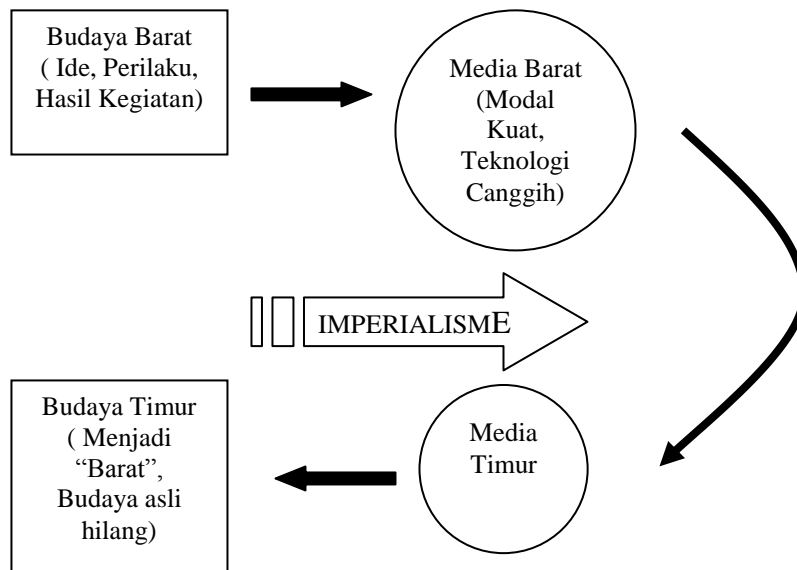 Budaya Barat
( Ide, Perilaku,
Hasil Kegiatan)
Media Barat
(Modal
Kuat,
Teknologi
Canggih)
IMPERIALISME
Budaya Timur
( Menjadi
“Barat”,
Budaya asli
hilang)
Media
Timur